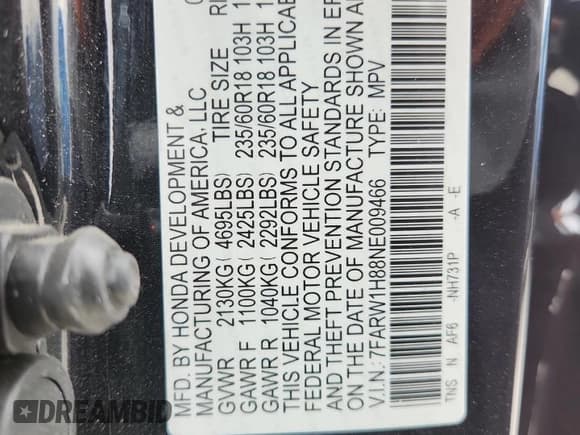 MFD. BY HONDA DEVELOPMENT &
MANUFACTURING OF AMERICA, LLC
TIRE SIZE
GVWR 2130KG (4695LBS)
GAWR F 1100KG (2425LBS) 235/60R18 103H
GAWR R 1040KG (2292LBS) 235/60R18 103H
THIS VEHICLE CONFORMS TO ALL
FEDERAL MOTOR VEHICLE SAFETY
AND THEFT PREVENTION STANDARDS IN
ON THE DATE OF MANUFACTURE SHOWN
V.I.N.: 7FARW1H88NE009466 TYPE: MPV
TNS N AF6 -NH731P -A -E
DREAMBID